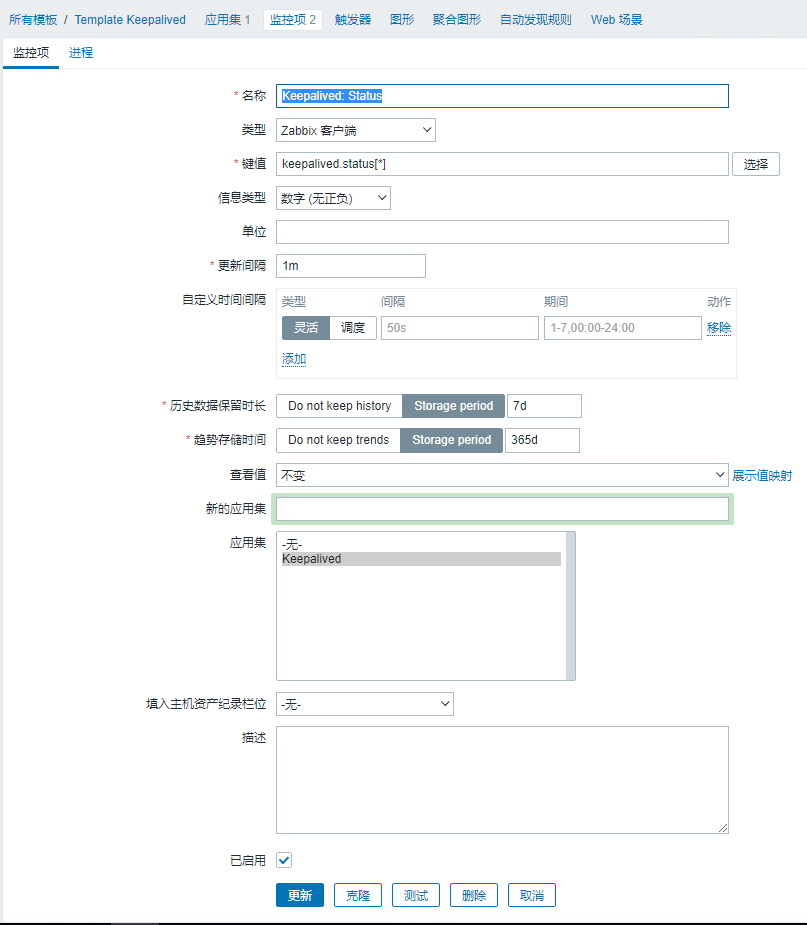 所有模板 / Template Keepalived 应用集 1 监控项 2 触发器 图形 聚合图形 自动发现规则 Web 场景
监控项 进程
* 名称 Keepalived: Status
类型 Zabbix 客户端
* 键值 keepalived.status[*] 选择
信息类型 数字 (无正负)
单位
* 更新间隔 1m
自定义时间间隔 类型 间隔 期间 动作
灵活 调度 50s 1-7,00:00-24:00 移除
添加
* 历史数据保留时长 Do not keep history Storage period 7d
* 趋势存储时间 Do not keep trends Storage period 365d
查看值 不变 展示值映射
新的应用集
应用集 -无-
Keepalived
填入主机资产纪录栏位 -无-
描述
已启用
更新 克隆 测试 删除 取消